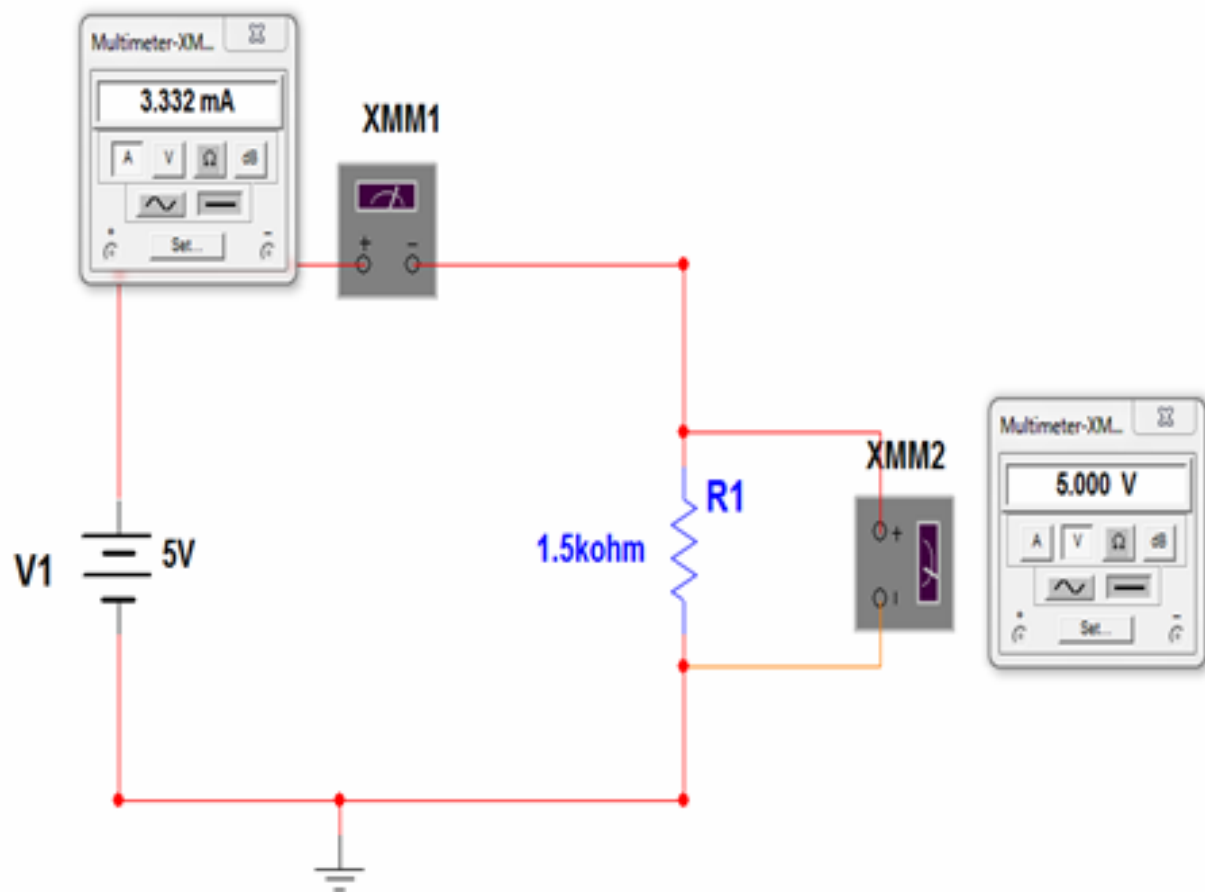 Multimeter-XM...
3.332 mA
A V Ω dB
+ -
Set...
XMM1
+ -
V1
5V
R1
1.5kohm
XMM2
+
-
Multimeter-XM...
5.000 V
A V Ω dB
+ -
Set...